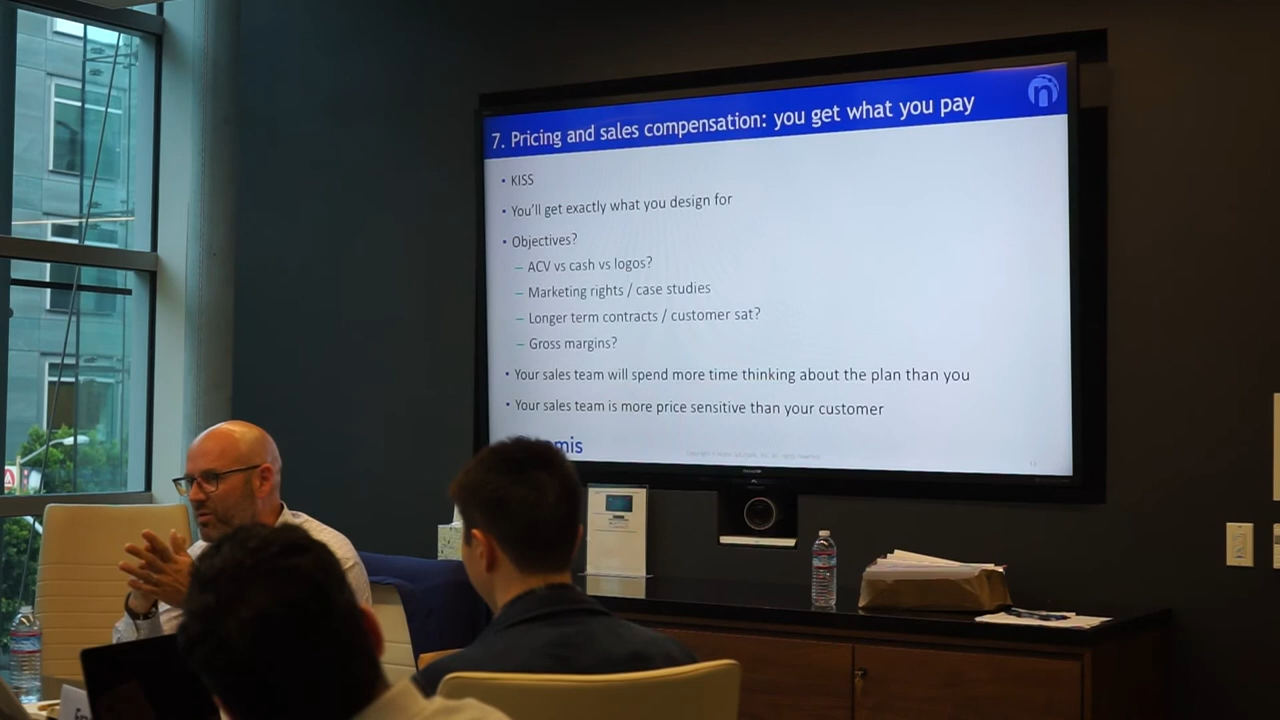 7. Pricing and sales compensation: you get what you pay
• KISS
• You'll get exactly what you design for
• Objectives?
– ACV vs cash vs logos?
– Marketing rights / case studies
– Longer term contracts / customer sat?
– Gross margins?
• Your sales team will spend more time thinking about the plan than you
• Your sales team is more price sensitive than your customer
mis